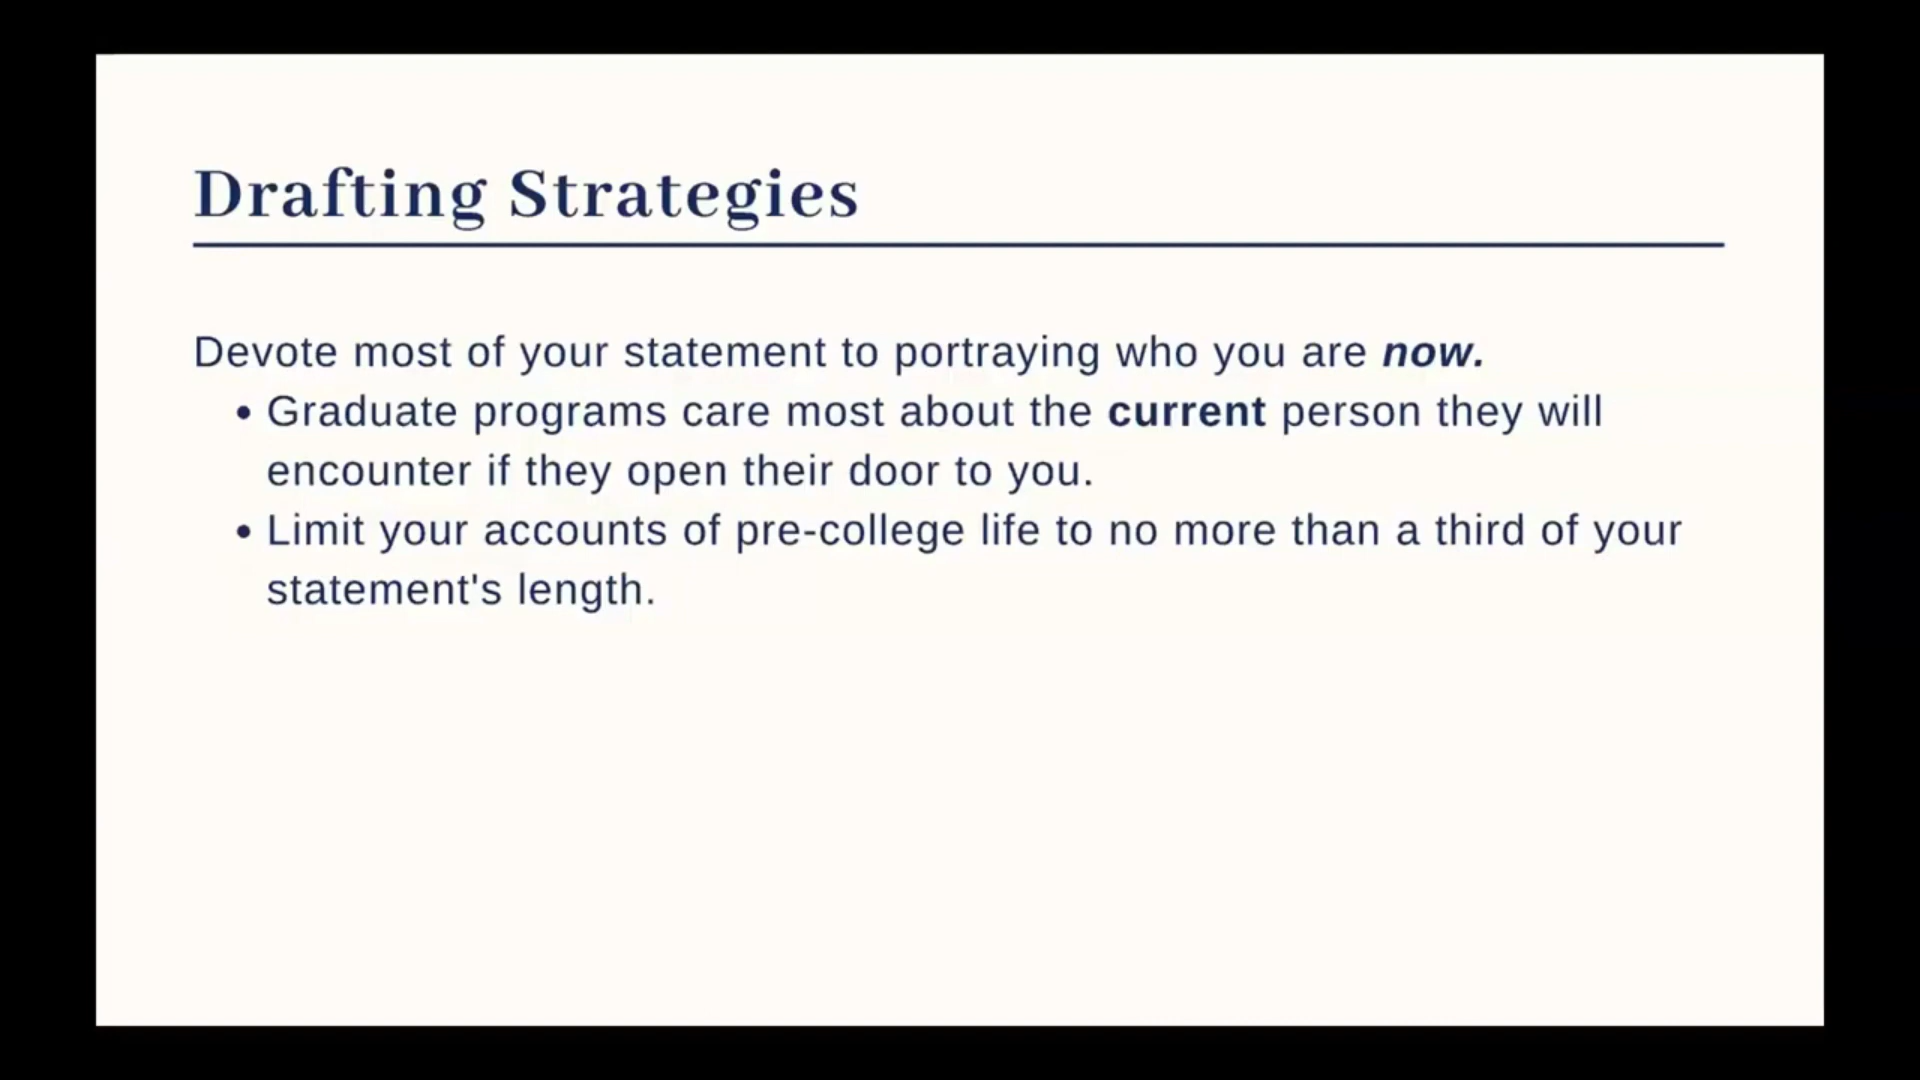 Drafting Strategies
Devote most of your statement to portraying who you are now.
Graduate programs care most about the current person they will
encounter if they open their door to you.
Limit your accounts of pre-college life to no more than a third of your
statement's length.